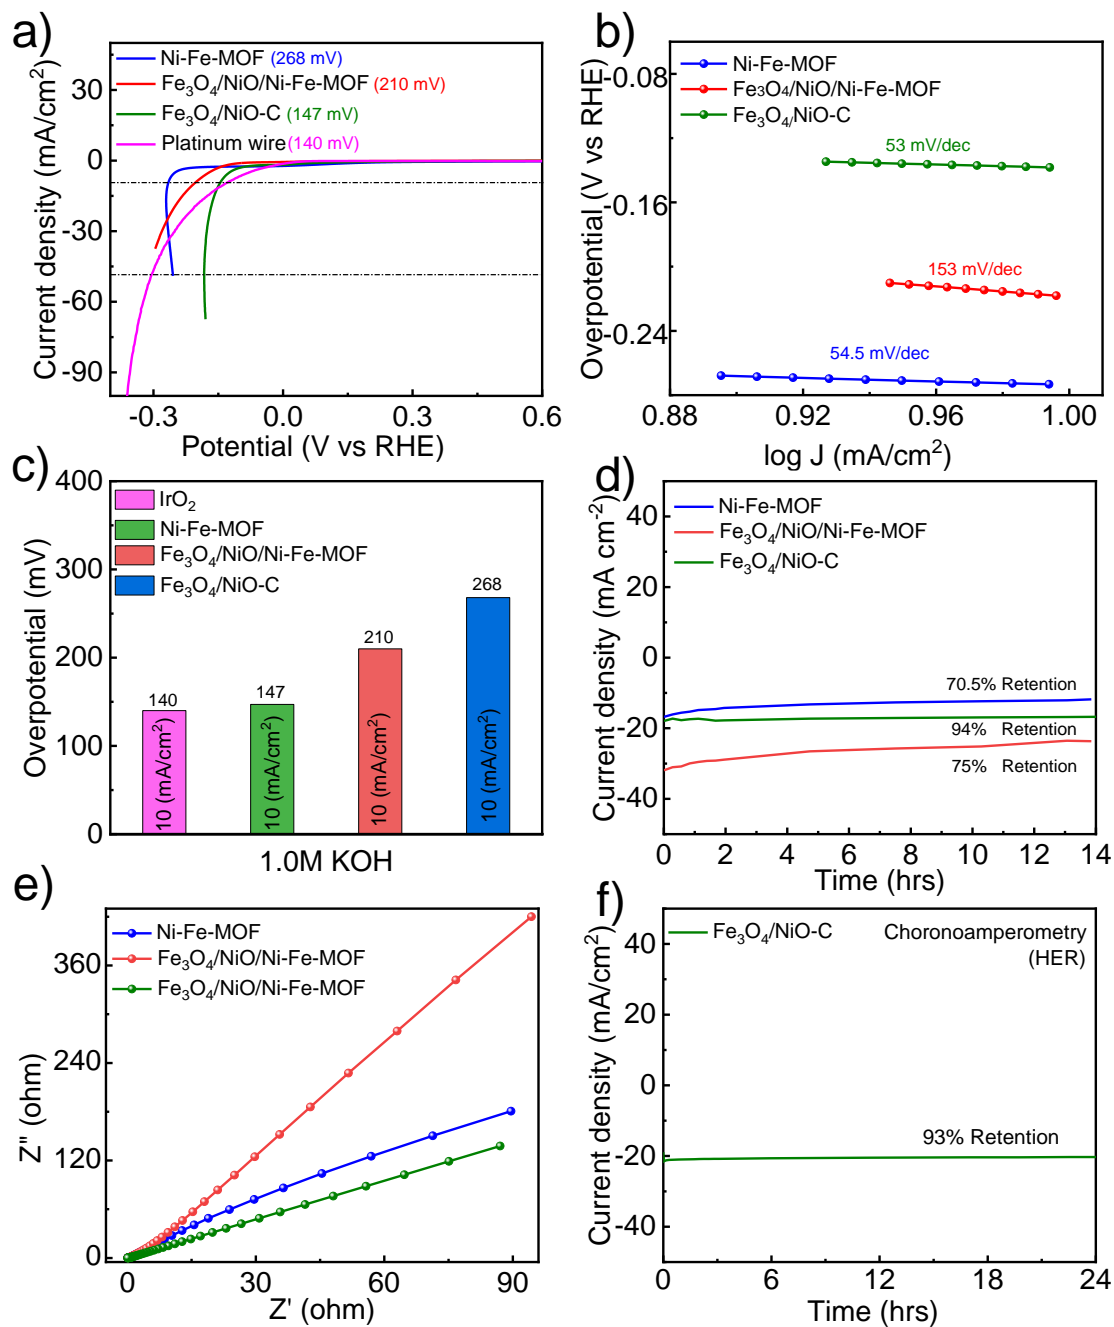 a)
Ni-Fe-MOF (268 mV)
Fe₃O₄/NiO/Ni-Fe-MOF (210 mV)
Fe₃O₄/NiO-C (147 mV)
Platinum wire (140 mV)
Current density (mA/cm²)
30
0
-30
-60
-90
-0.3 0.0 0.3 0.6
Potential (V vs RHE)
b)
Ni-Fe-MOF
Fe₃O₄/NiO/Ni-Fe-MOF
Fe₃O₄/NiO-C
53 mV/dec
153 mV/dec
54.5 mV/dec
Overpotential (V vs RHE)
-0.08
-0.16
-0.24
0.88 0.92 0.96 1.00
log J (mA/cm²)
c)
IrO₂
Ni-Fe-MOF
Fe₃O₄/NiO/Ni-Fe-MOF
Fe₃O₄/NiO-C
Overpotential (mV)
400
300
200
100
0
140
147
210
268
10 (mA/cm²)
10 (mA/cm²)
10 (mA/cm²)
10 (mA/cm²)
1.0M KOH
d)
Ni-Fe-MOF
Fe₃O₄/NiO/Ni-Fe-MOF
Fe₃O₄/NiO-C
70.5% Retention
94% Retention
75% Retention
Current density (mA cm⁻²)
40
20
0
-20
-40
0 2 4 6 8 10 12 14
Time (hrs)
e)
Ni-Fe-MOF
Fe₃O₄/NiO/Ni-Fe-MOF
Fe₃O₄/NiO/Ni-Fe-MOF
Z" (ohm)
360
240
120
0
0 30 60 90
Z' (ohm)
f)
Fe₃O₄/NiO-C
Choronoamperometry
(HER)
93% Retention
Current density (mA/cm²)
40
20
0
-20
-40
0 6 12 18 24
Time (hrs)